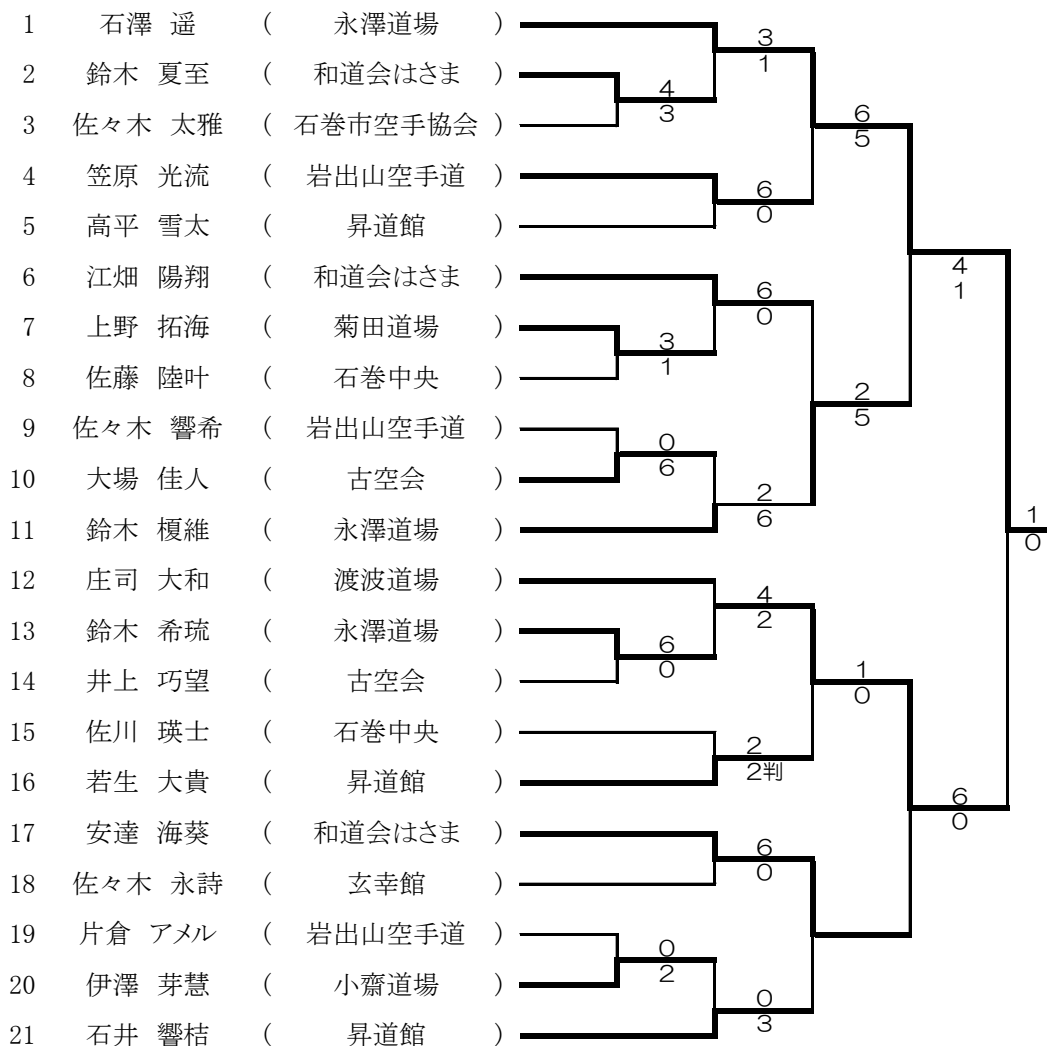 1 石澤 遥 ( 永澤道場 )
3
1
2 鈴木 夏至 ( 和道会はさま )
4
3
3 佐々木 太雅 ( 石巻市空手協会 )
6
5
4 笠原 光流 ( 岩出山空手道 )
6
0
5 高平 雪太 ( 昇道館 )
4
1
6 江畑 陽翔 ( 和道会はさま )
6
0
7 上野 拓海 ( 菊田道場 )
3
1
8 佐藤 陸叶 ( 石巻中央 )
2
5
9 佐々木 響希 ( 岩出山空手道 )
0
6
10 大場 佳人 ( 古空会 )
2
6
11 鈴木 榎維 ( 永澤道場 )
1
0
12 庄司 大和 ( 渡波道場 )
4
2
13 鈴木 希琉 ( 永澤道場 )
6
0
14 井上 巧望 ( 古空会 )
1
0
15 佐川 瑛士 ( 石巻中央 )
2
2判
16 若生 大貴 ( 昇道館 )
6
0
17 安達 海葵 ( 和道会はさま )
6
0
18 佐々木 永詩 ( 玄幸館 )
19 片倉 アメル ( 岩出山空手道 )
0
2
20 伊澤 芽慧 ( 小齋道場 )
0
3
21 石井 響桔 ( 昇道館 )